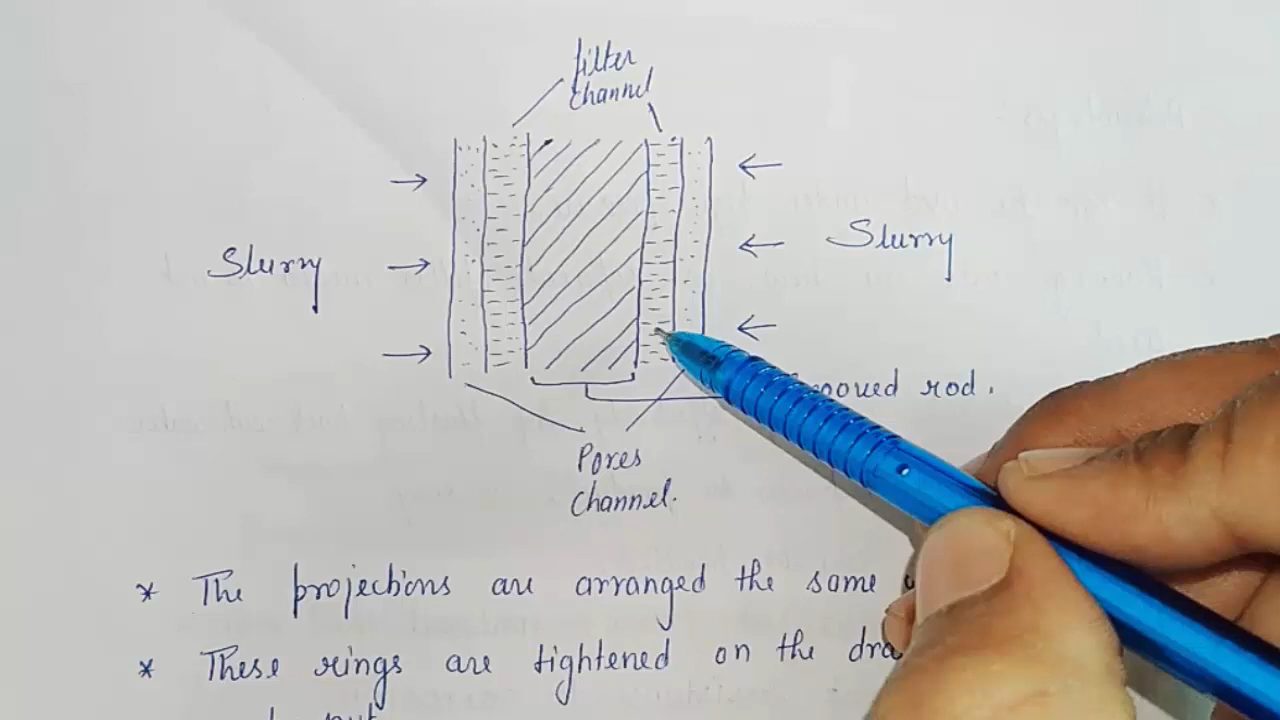 filter
channel
Slurry
Slurry
rod.
Pores
channel.
* The projections are arranged the same
* These rings are tightened on the